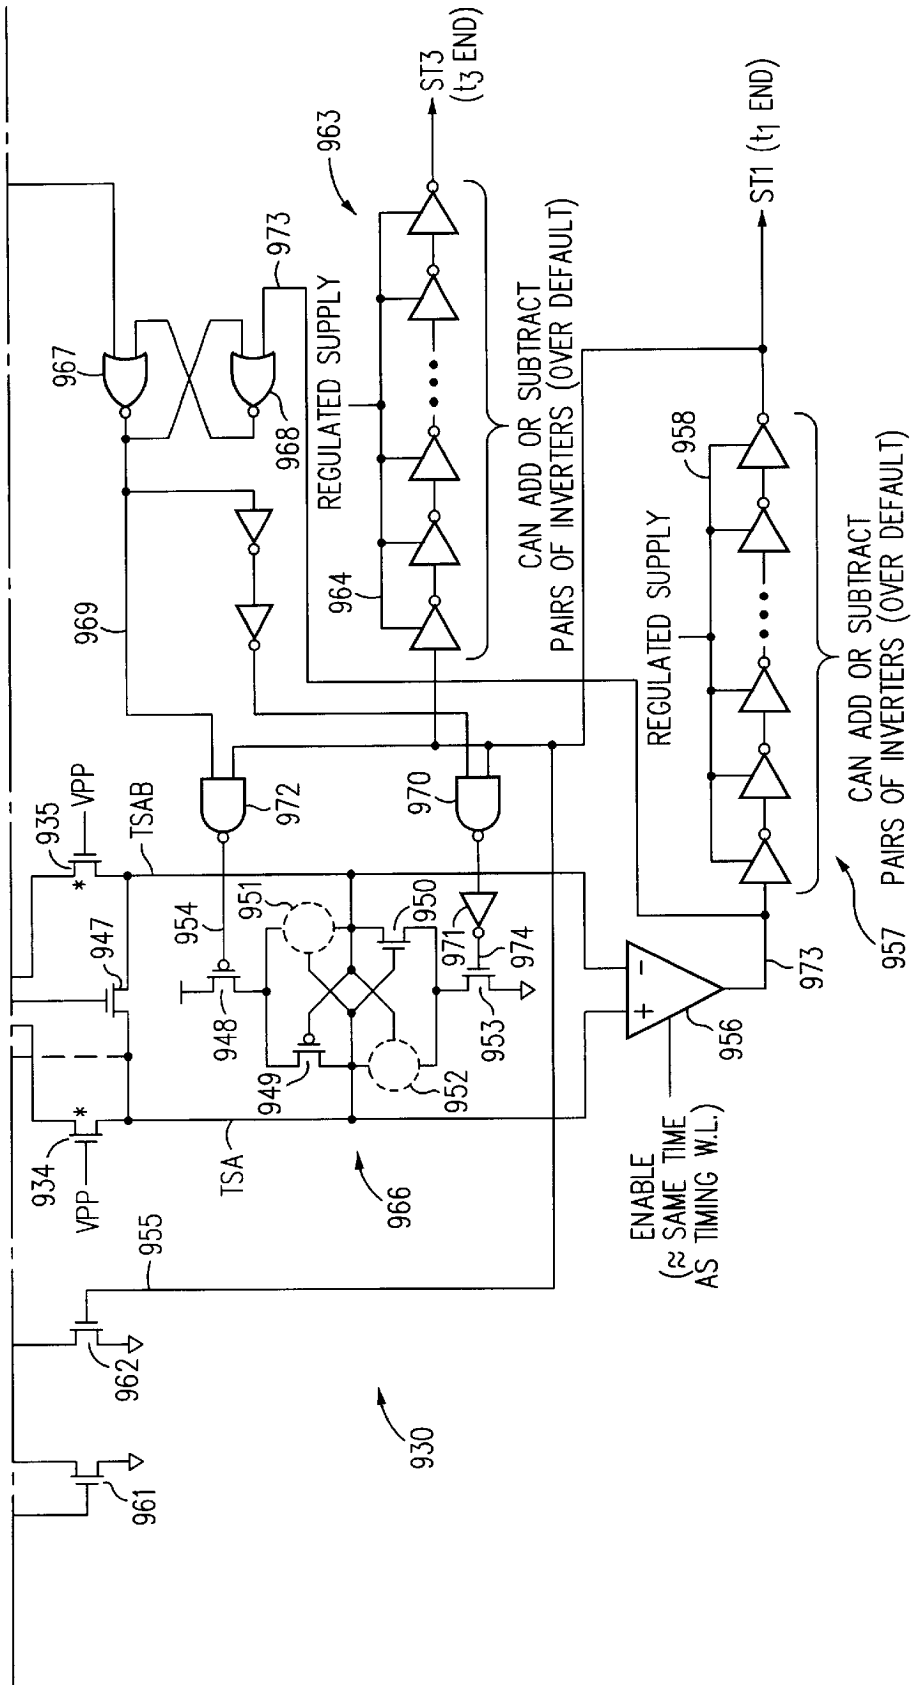 935
VPP
TSAB
947
934
VPP
*
*
TSA
966
955
962
961
930
967
968
973
969
972
970
971
974
954
951
948
949
950
952
953
REGULATED SUPPLY
963
964
ST3
(t3 END)
CAN ADD OR SUBTRACT
PAIRS OF INVERTERS (OVER DEFAULT)
ENABLE
(≈ SAME TIME
AS TIMING W.L.)
+
−
956
973
957
REGULATED SUPPLY
958
ST1 (t1 END)
CAN ADD OR SUBTRACT
PAIRS OF INVERTERS (OVER DEFAULT)